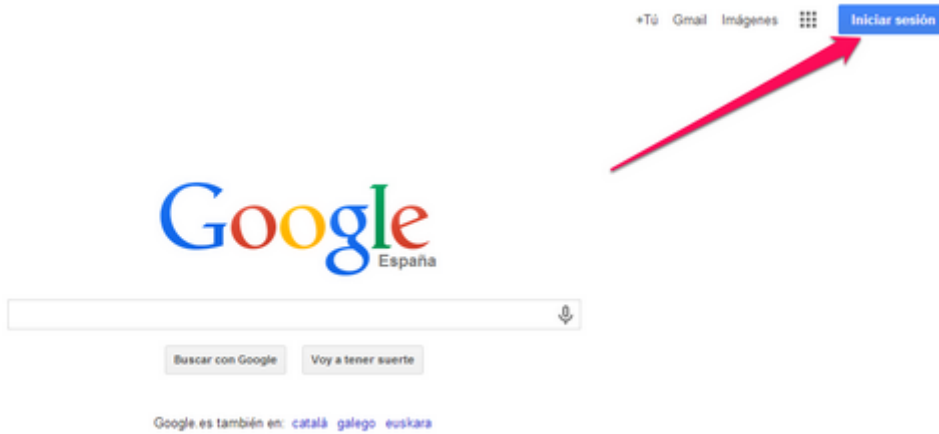 +Tú Gmail Imágenes Iniciar sesión
Google
España
Buscar con Google Voy a tener suerte
Google.es también en: català galego euskara